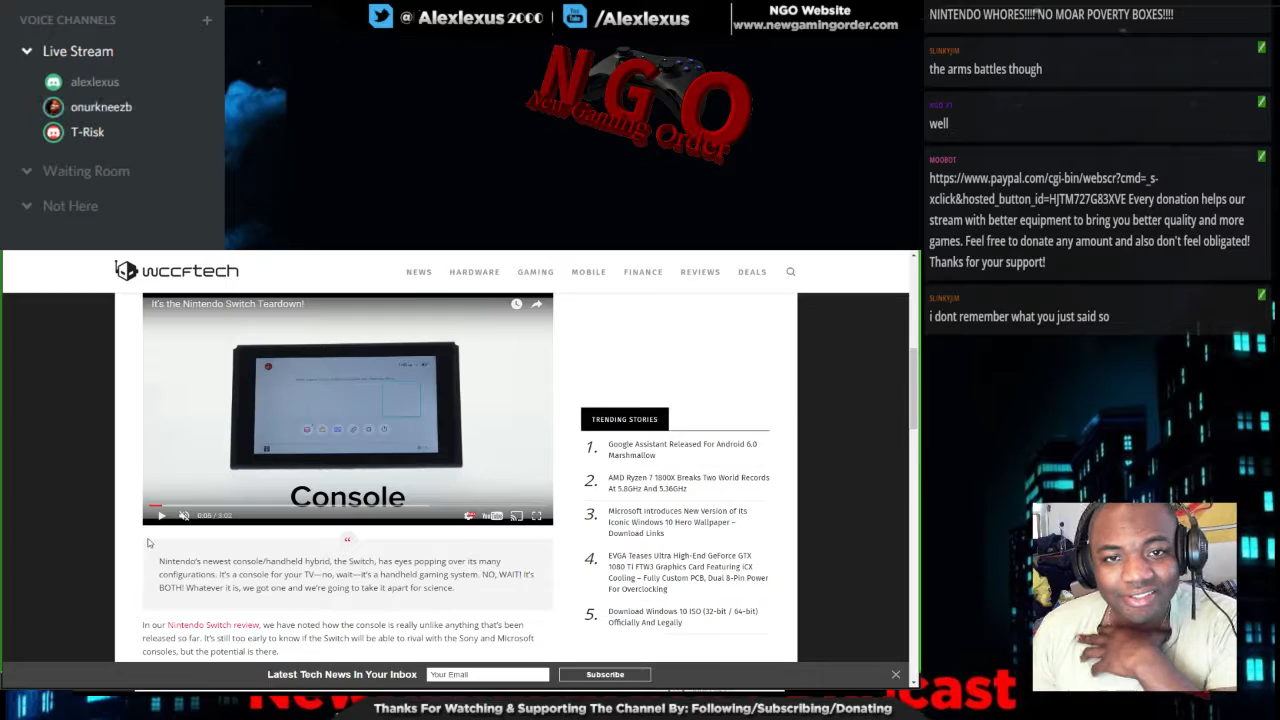 VOICE CHANNELS
Live Stream
alexlexus
onurkneezb
T-Risk
Waiting Room
Not Here
@ Alexlexus 2000
You Tube
/Alexlexus
NGO Website
www.newgamingorder.com
NGO
New Gaming Order
NINTENDO WHORES!!!! NO MOAR POVERTY BOXES!!!!
SLINKYJIM
the arms battles though
well
MOOBOT
https://www.paypal.com/cgi-bin/webscr?cmd=_s-
xclick&hosted_button_id=HJTM727G83XVE Every donation helps our
stream with better equipment to bring you better quality and more
games. Feel free to donate any amount and also don't feel obligated!
Thanks for your support!
SLINKYJIM
i dont remember what you just said so
wccftech
NEWS HARDWARE GAMING MOBILE FINANCE REVIEWS DEALS
It's the Nintendo Switch Teardown!
Console
0:05 / 3:02
YouTube
Nintendo's newest console/handheld hybrid, the Switch, has eyes popping over its many
configurations. It's a console for your TV—no, wait—it's a handheld gaming system. NO, WAIT! It's
BOTH! Whatever it is, we got one and we're going to take it apart for science.
In our Nintendo Switch review, we have noted how the console is really unlike anything that's been
released so far. It's still too early to know if the Switch will be able to rival with the Sony and Microsoft
consoles, but the potential is there.
TRENDING STORIES
1. Google Assistant Released For Android 6.0
Marshmallow
2. AMD Ryzen 7 1800X Breaks Two World Records
At 5.8GHz And 5.36GHz
3. Microsoft Introduces New Version of its
Iconic Windows 10 Hero Wallpaper –
Download Links
4. EVGA Teases Ultra High-End GeForce GTX
1080 Ti FTW3 Graphics Card Featuring iCX
Cooling – Fully Custom PCB, Dual 8-Pin Power
For Overclocking
5. Download Windows 10 ISO (32-bit / 64-bit)
Officially And Legally
Latest Tech News In Your Inbox
Your Email
Subscribe
Thanks For Watching & Supporting The Channel By: Following/Subscribing/Donating